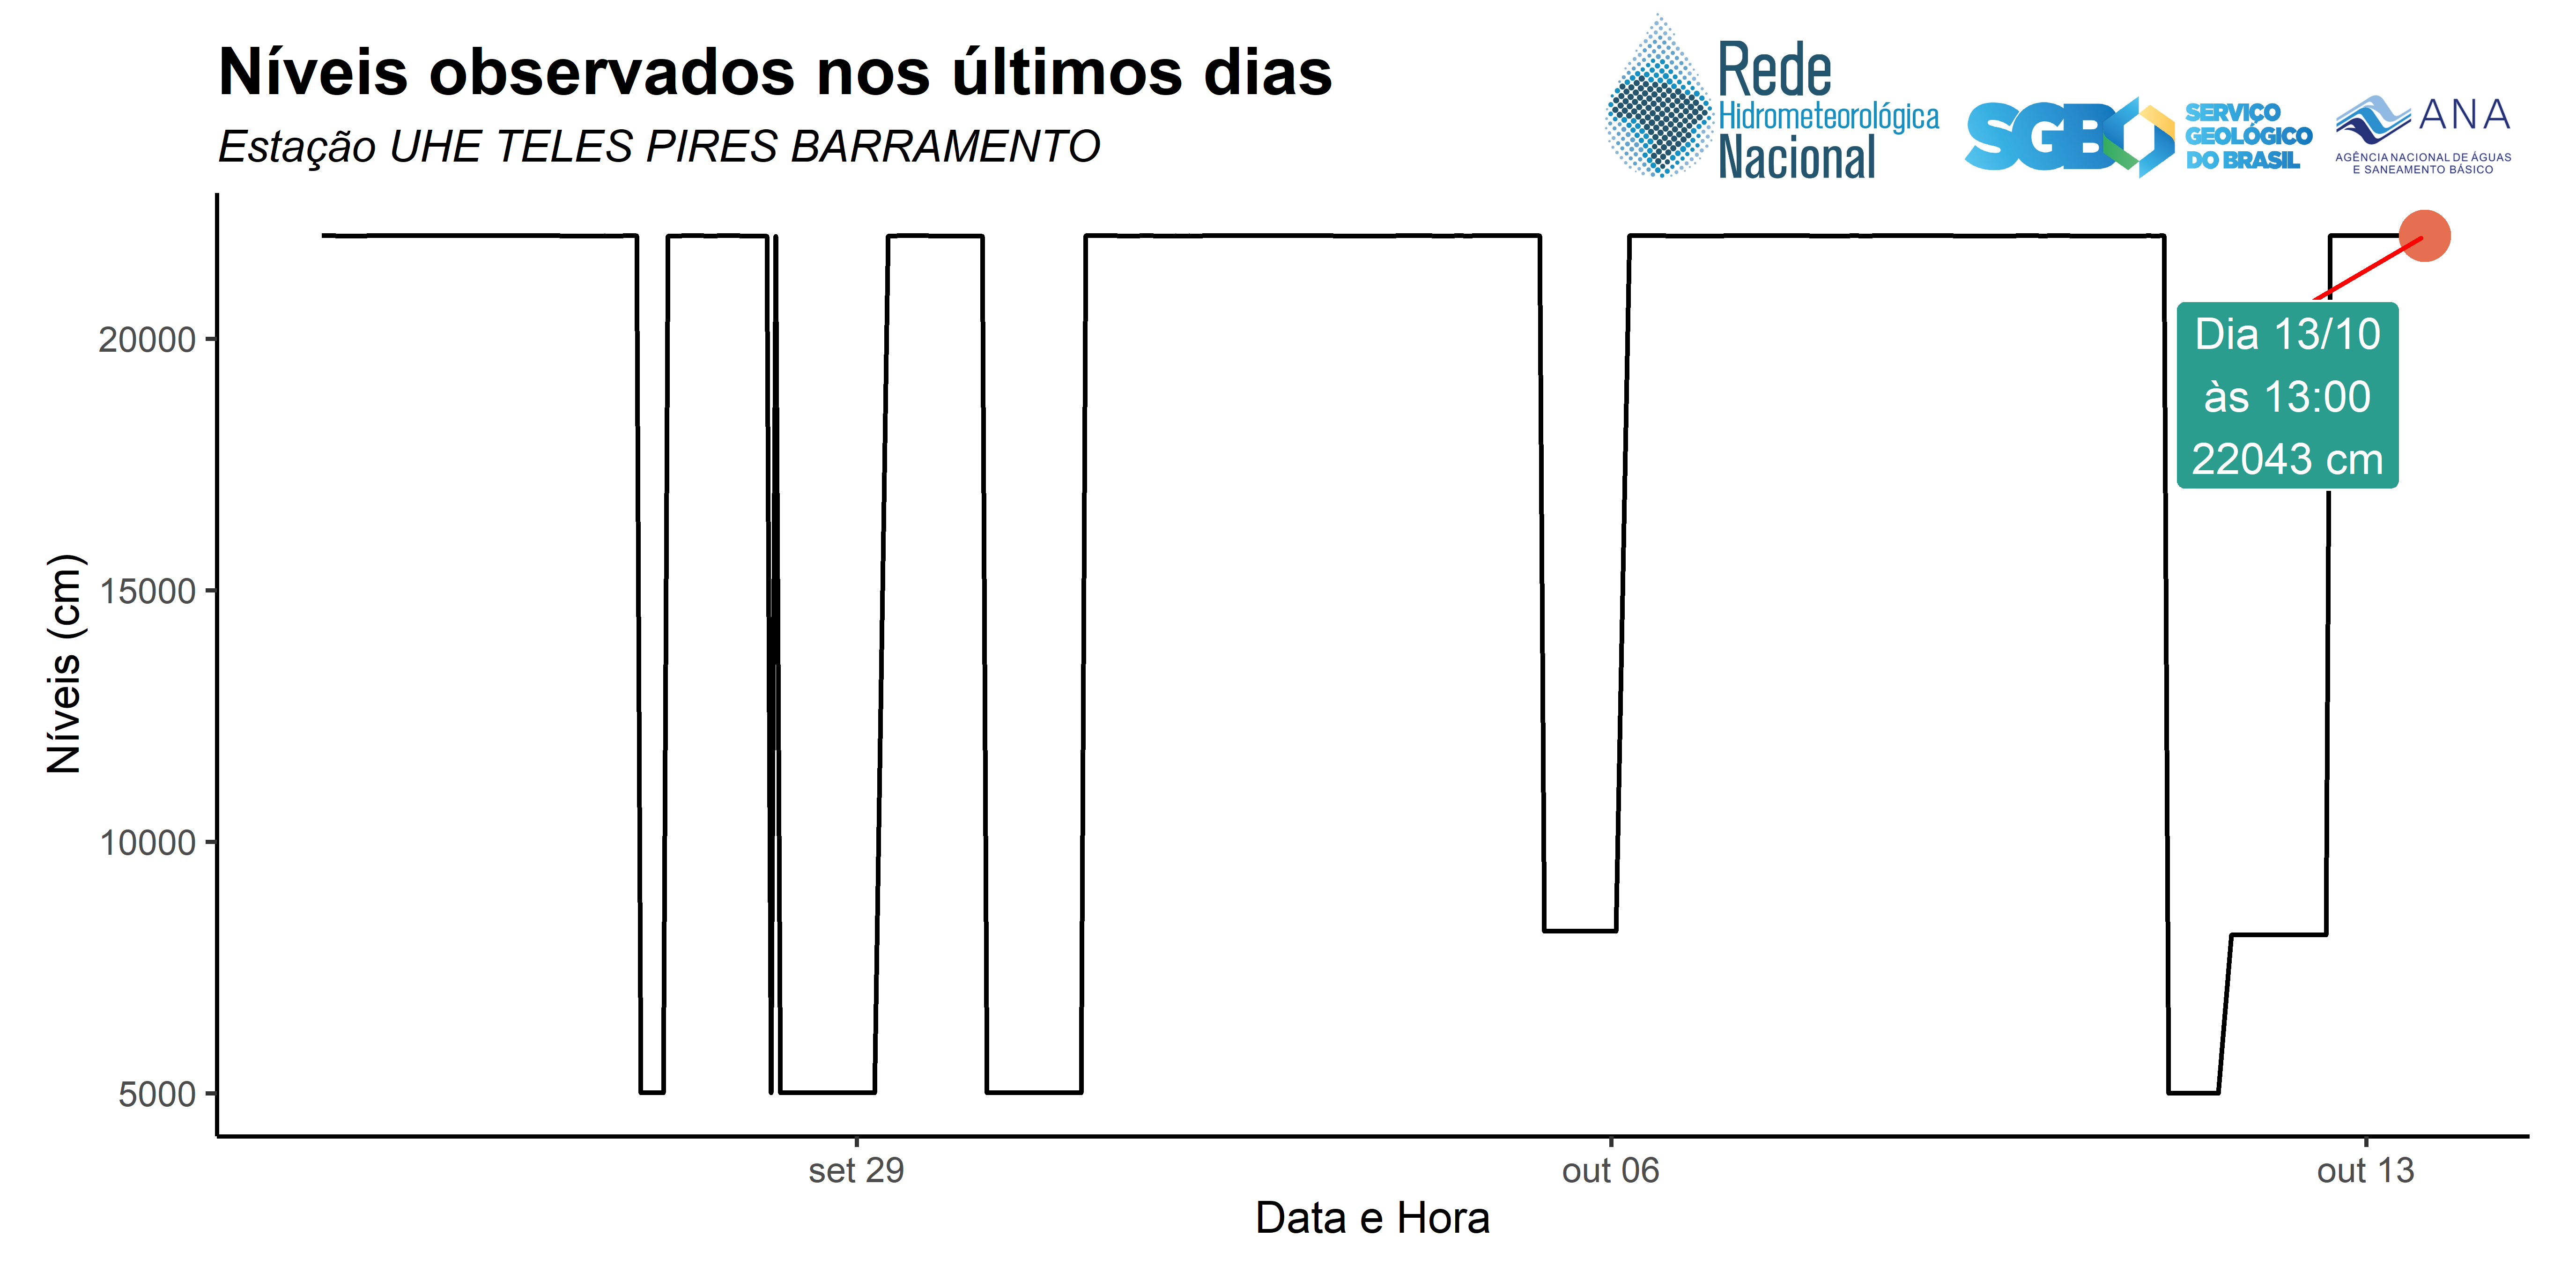 Níveis observados nos últimos dias
Estação UHE TELES PIRES BARRAMENTO
Rede
Hidrometeorológica
Nacional
SGB
SERVIÇO
GEOLÓGICO
DO BRASIL
ANA
AGÊNCIA NACIONAL DE ÁGUAS
E SANEAMENTO BÁSICO
Níveis (cm)
20000
15000
10000
5000
Dia 13/10
às 13:00
22043 cm
set 29
out 06
out 13
Data e Hora